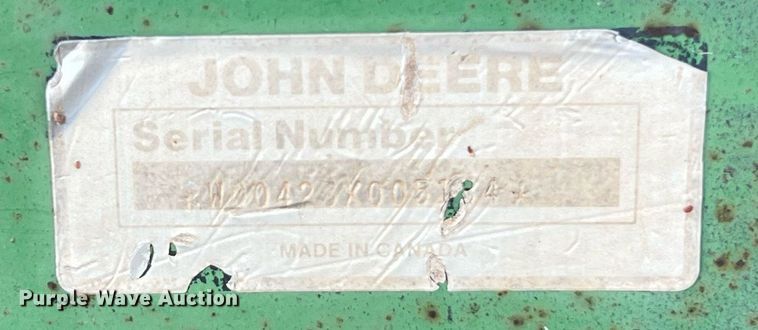 JOHN DEERE
Serial Number
MADE IN CANADA
Purple Wave Auction